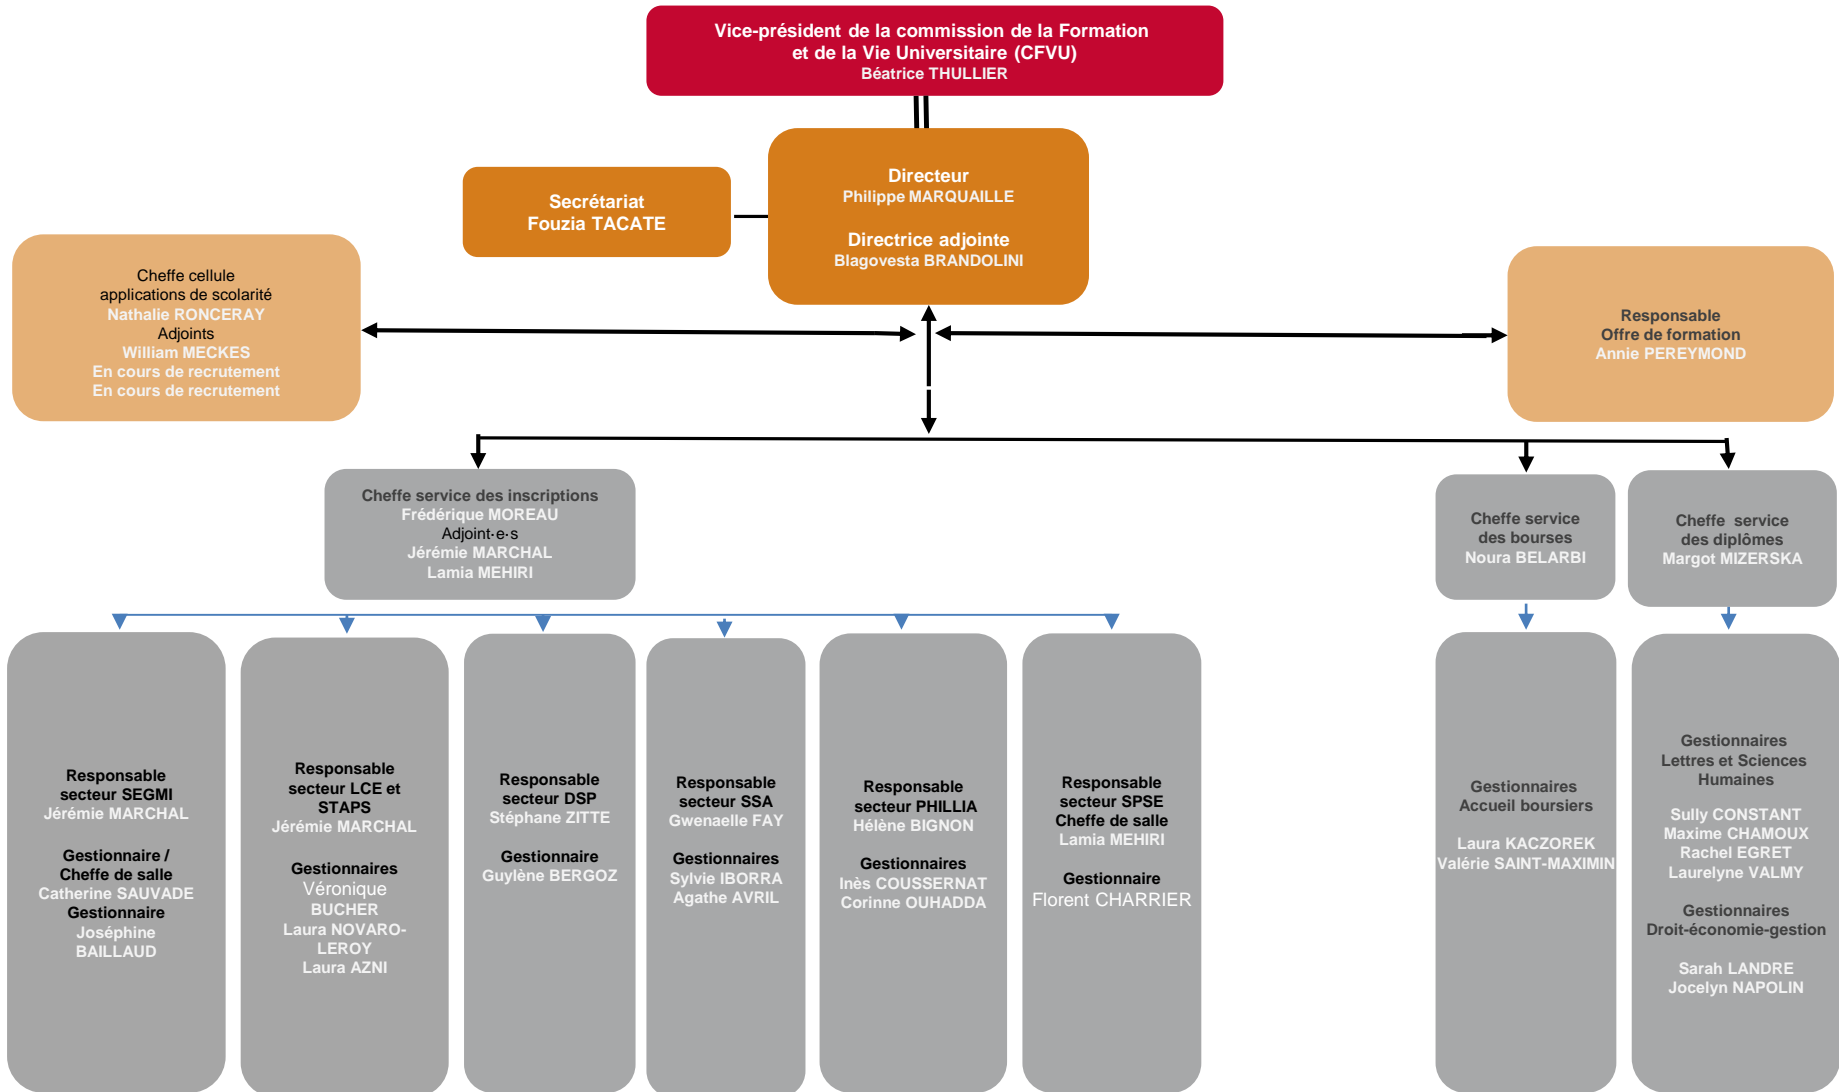 Vice-président de la commission de la Formation
et de la Vie Universitaire (CFVU)
Béatrice THULLIER
Directeur
Philippe MARQUAILLE
Directrice adjointe
Blagovesta BRANDOLINI
Secrétariat
Fouzia TACATE
Cheffe cellule
applications de scolarité
Nathalie RONCERAY
Adjoints
William MECKES
En cours de recrutement
En cours de recrutement
Responsable
Offre de formation
Annie PEREYMOND
Cheffe service des inscriptions
Frédérique MOREAU
Adjoint·e·s
Jérémie MARCHAL
Lamia MEHIRI
Cheffe service
des bourses
Noura BELARBI
Cheffe service
des diplômes
Margot MIZERSKA
Responsable
secteur SEGMI
Jérémie MARCHAL
Gestionnaire /
Cheffe de salle
Catherine SAUVADE
Gestionnaire
Joséphine
BAILLAUD
Responsable
secteur LCE et
STAPS
Jérémie MARCHAL
Gestionnaires
Véronique
BUCHER
Laura NOVARO-
LEROY
Laura AZNI
Responsable
secteur DSP
Stéphane ZITTE
Gestionnaire
Guylène BERGOZ
Responsable
secteur SSA
Gwenaelle FAY
Gestionnaires
Sylvie IBORRA
Agathe AVRIL
Responsable
secteur PHILLIA
Hélène BIGNON
Gestionnaires
Inès COUSSERNAT
Corinne OUHADDA
Responsable
secteur SPSE
Cheffe de salle
Lamia MEHIRI
Gestionnaire
Florent CHARRIER
Gestionnaires
Accueil boursiers
Laura KACZOREK
Valérie SAINT-MAXIMIN
Gestionnaires
Lettres et Sciences
Humaines
Sully CONSTANT
Maxime CHAMOUX
Rachel EGRET
Laurelyne VALMY
Gestionnaires
Droit-économie-gestion
Sarah LANDRE
Jocelyn NAPOLIN